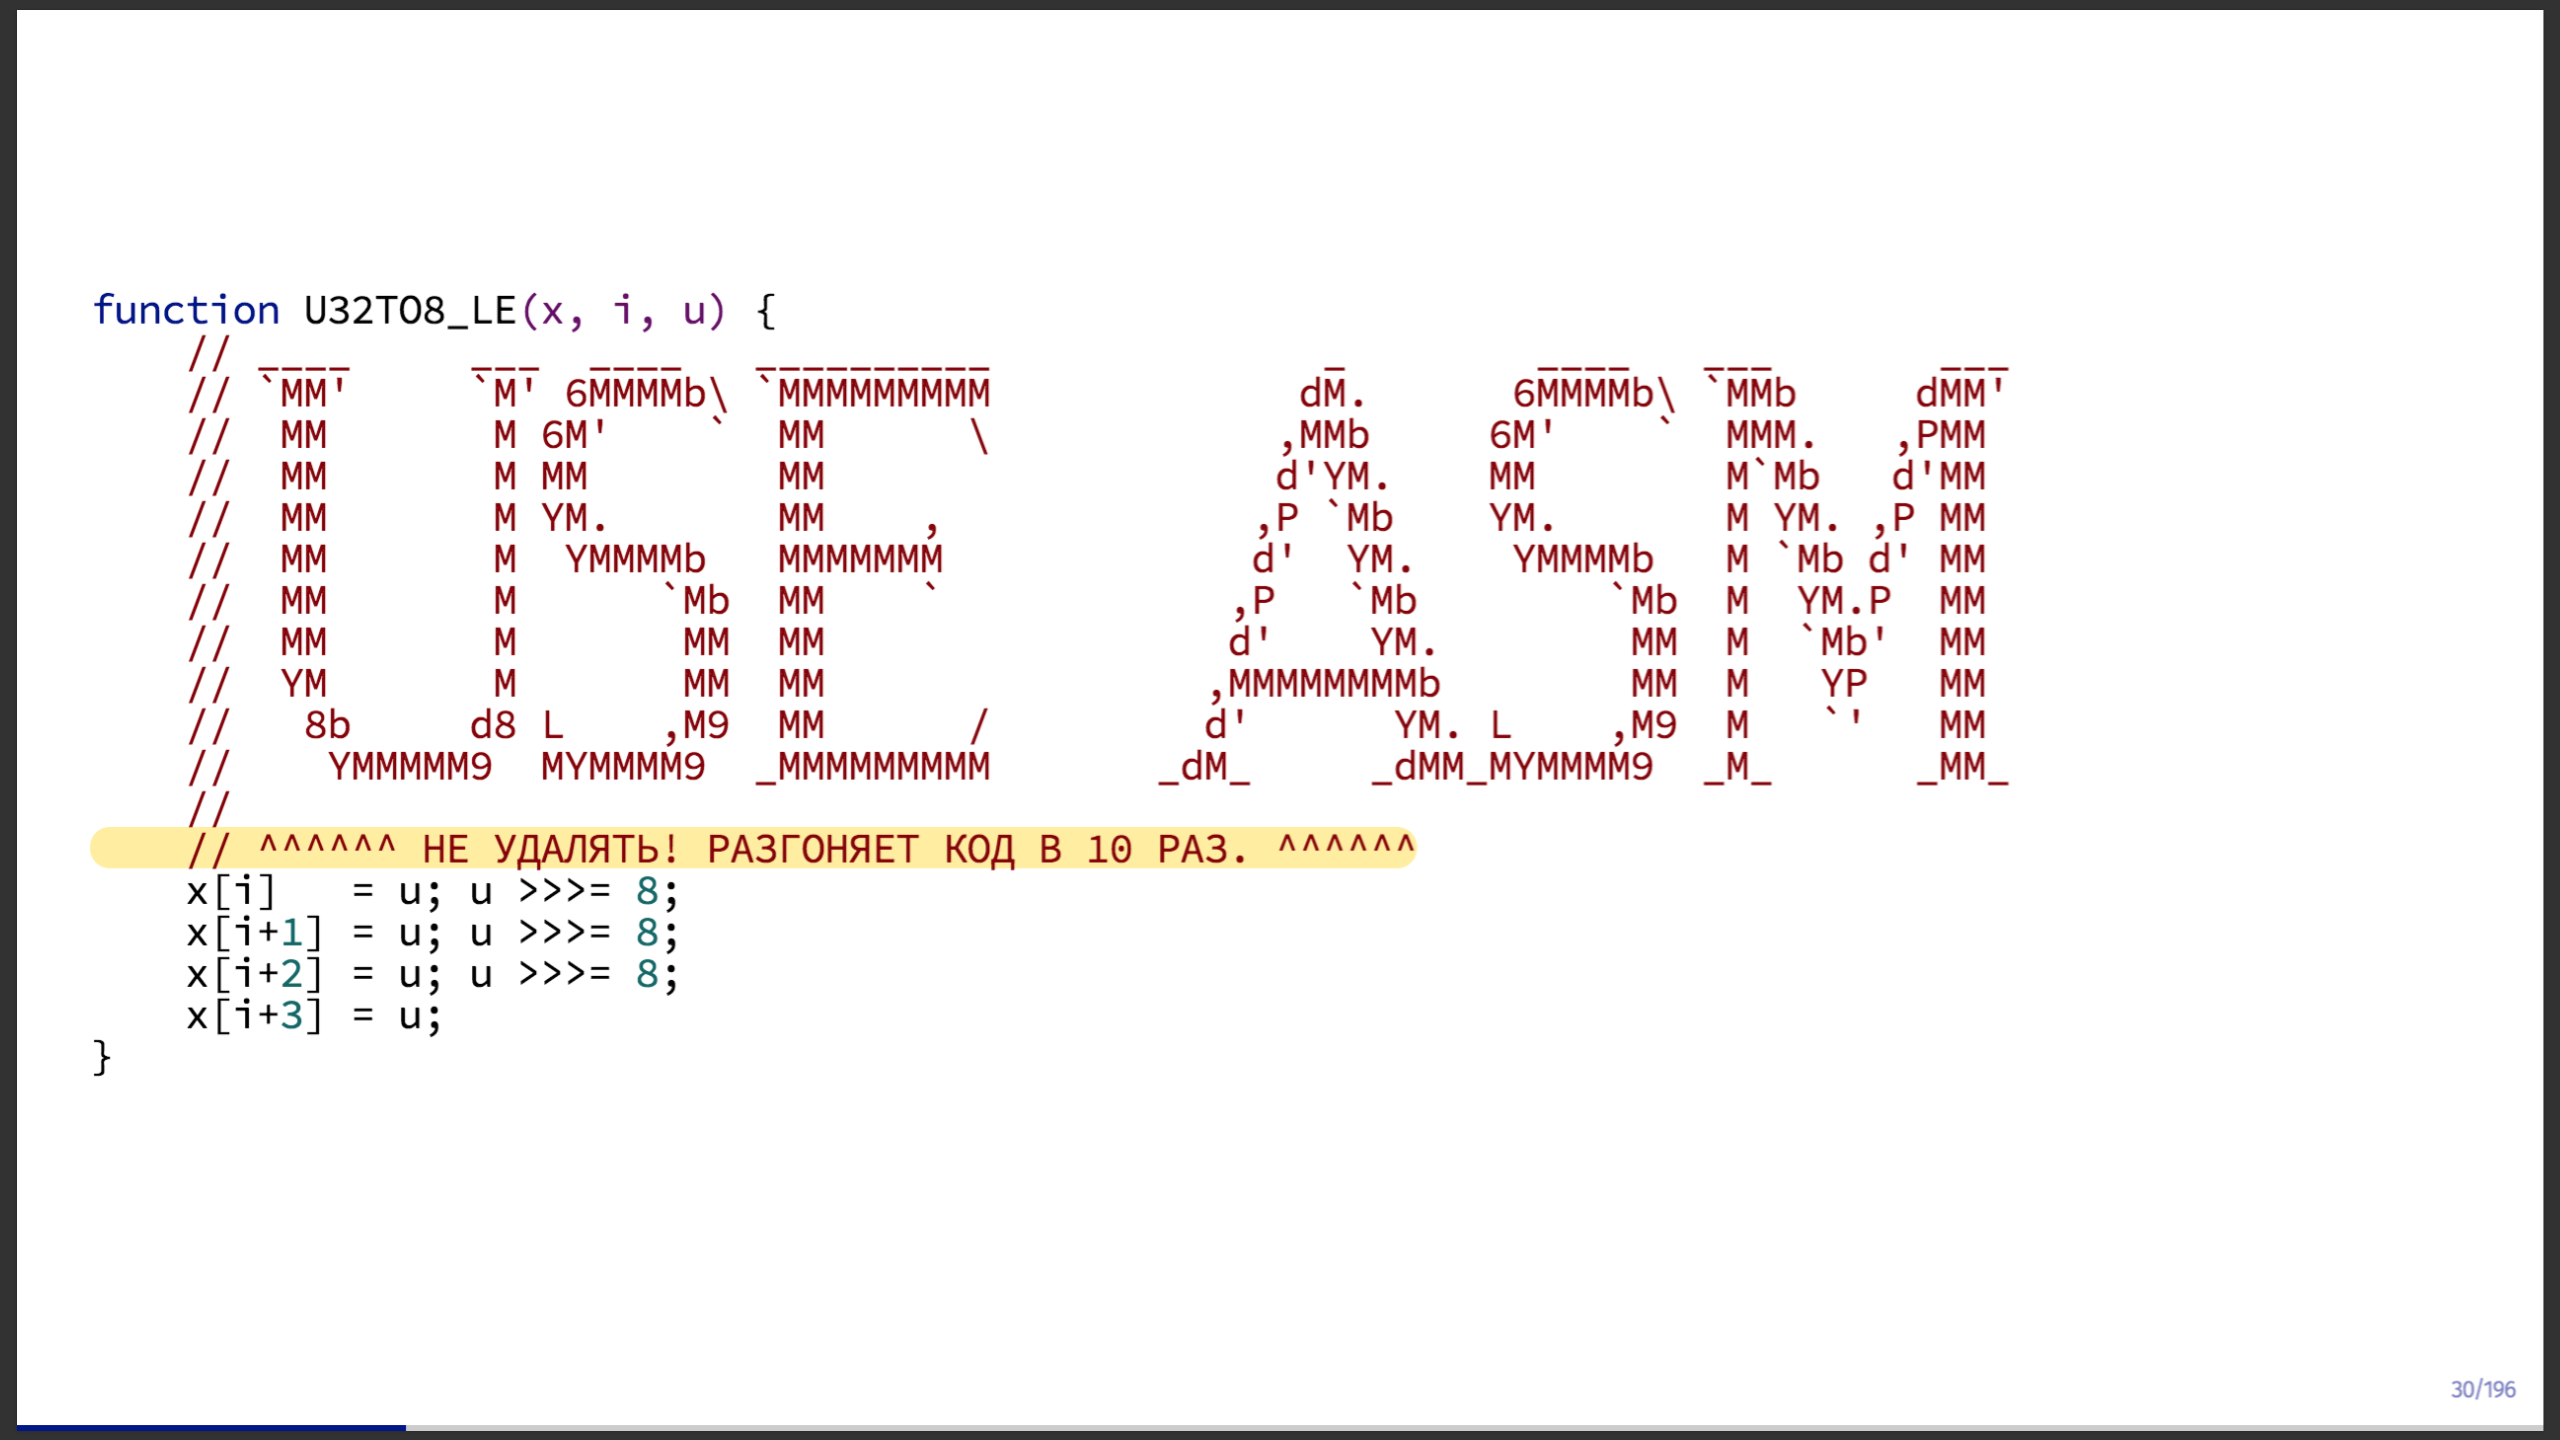 function U32TO8_LE(x, i, u) {
    // ____     ___  ____   __________              _        ____   ___       ___
    // `MM'     `M' 6MMMMb\ `MMMMMMMMM             dM.      6MMMMb\ `MMb     dMM'
    //  MM       M 6M'    `  MM      \            ,MMb     6M'    `  MMM.   ,PMM
    //  MM       M MM        MM                   d'YM.    MM        M`Mb   d'MM
    //  MM       M YM.       MM    ,             ,P `Mb    YM.       M YM. ,P MM
    //  MM       M  YMMMMb   MMMMMMM             d'  YM.    YMMMMb   M `Mb d' MM
    //  MM       M      `Mb  MM    `            ,P   `Mb        `Mb  M  YM.P  MM
    //  MM       M       MM  MM                 d'    YM.        MM  M  `Mb'  MM
    //  YM       M       MM  MM                ,MMMMMMMMb        MM  M   YP   MM
    //   8b     d8 L    ,M9  MM      /         d'      YM. L    ,M9  M   `'   MM
    //    YMMMMM9  MYMMMM9  _MMMMMMMMM       _dM_     _dMM_MYMMMM9  _M_      _MM_
    //
    // ^^^^^^ НЕ УДАЛЯТЬ! РАЗГОНЯЕТ КОД В 10 РАЗ. ^^^^^^
    x[i]   = u; u >>>= 8;
    x[i+1] = u; u >>>= 8;
    x[i+2] = u; u >>>= 8;
    x[i+3] = u;
}
30/196